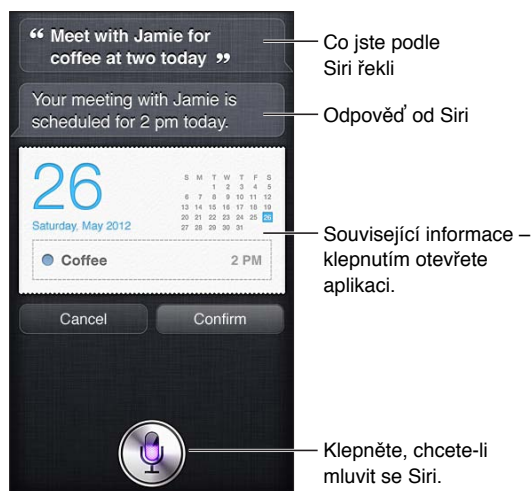 “ Meet with Jamie for
coffee at two today ”
Co jste podle
Siri řekli
Your meeting with Jamie is
scheduled for 2 pm today.
Odpověď od Siri
26
Saturday, May 2012
S M T W T F S
1 2 3 4 5
6 7 8 9 10 11 12
13 14 15 16 17 18 19
20 21 22 23 24 25 26
27 28 29 30 31
Coffee 2 PM
Související informace –
klepnutím otevřete
aplikaci.
Cancel Confirm
Klepněte, chcete-li
mluvit se Siri.